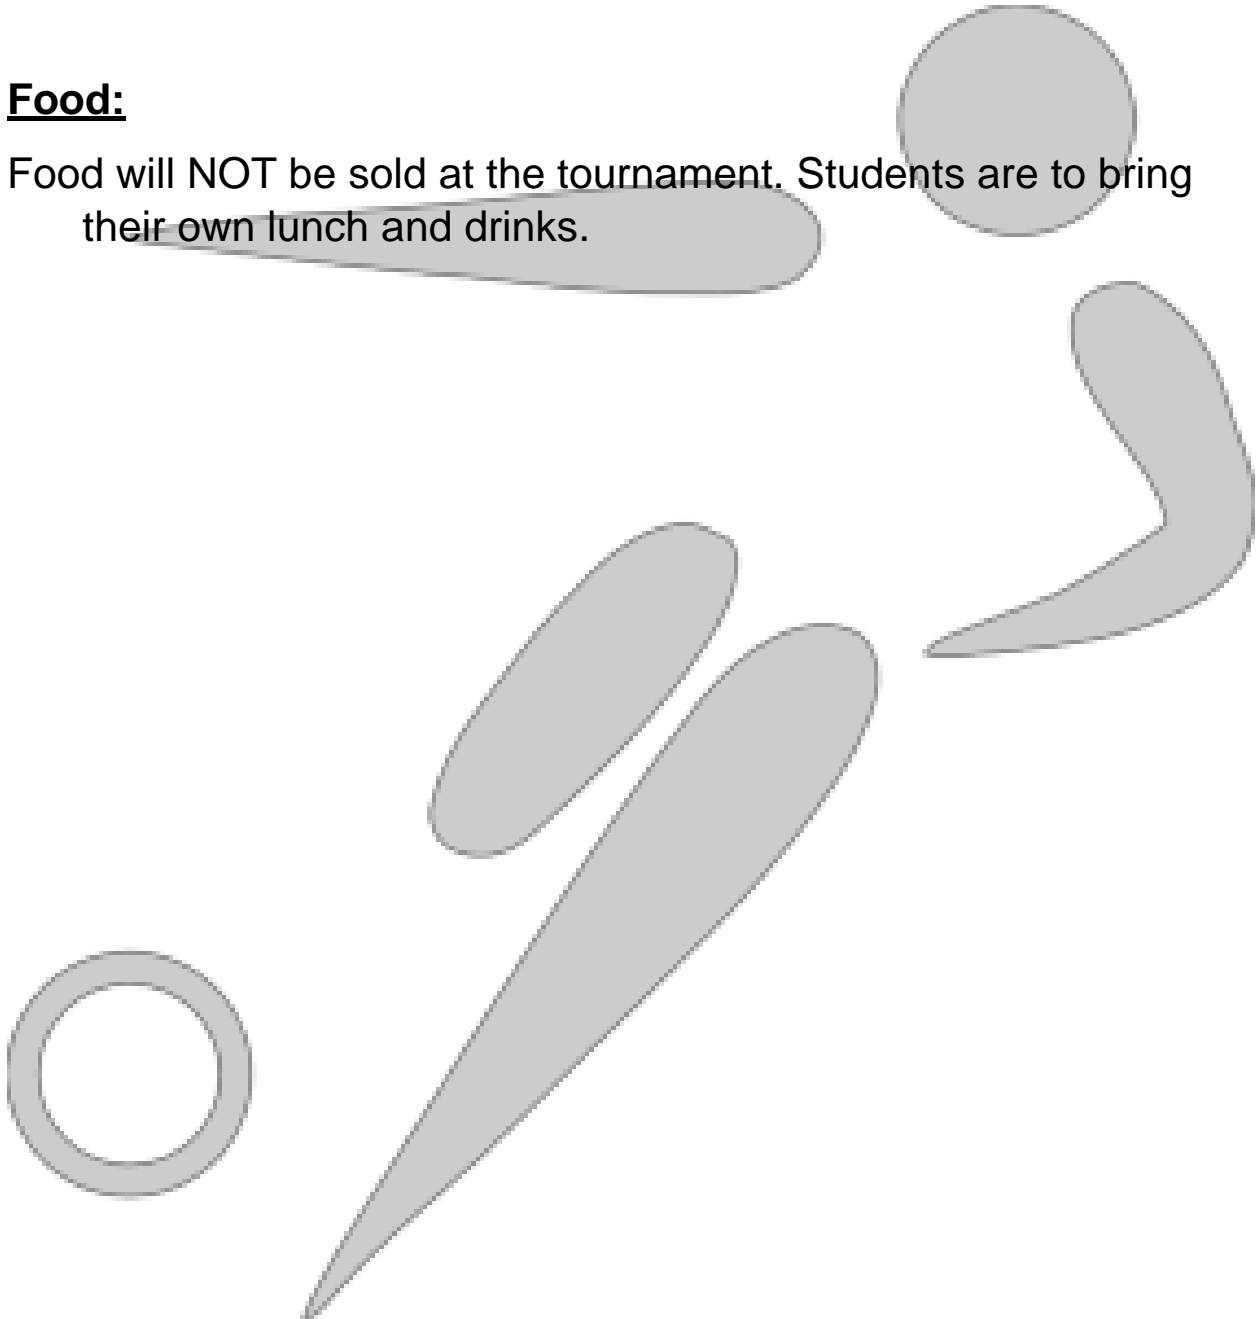 Food:
Food will NOT be sold at the tournament. Students are to bring
their own lunch and drinks.